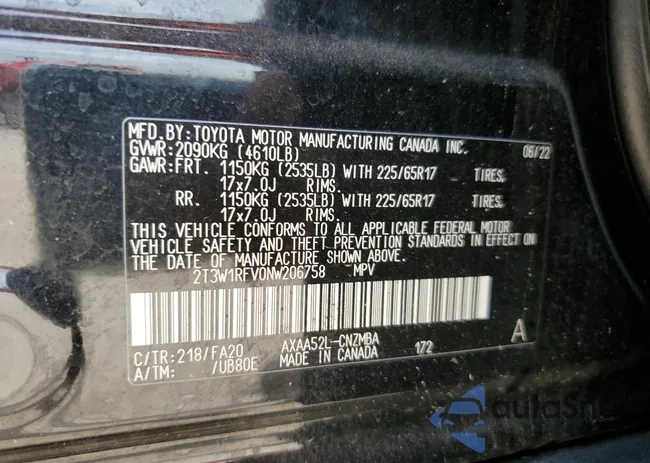 MFD. BY: TOYOTA MOTOR MANUFACTURING CANADA INC. 06/22
GVWR: 2090KG (4610LB)
GAWR: FRT. 1150KG (2535LB) WITH 225/65R17 TIRES,
17x7.0J RIMS.
RR. 1150KG (2535LB) WITH 225/65R17 TIRES,
17x7.0J RIMS.
THIS VEHICLE CONFORMS TO ALL APPLICABLE FEDERAL MOTOR
VEHICLE SAFETY AND THEFT PREVENTION STANDARDS IN EFFECT ON
THE DATE OF MANUFACTURE SHOWN ABOVE.
2T3W1RFV0NW206758 MPV
C/TR: 218/FA20 AXAA52L-CNZMBA 172 A
A/TM: /UB80E MADE IN CANADA